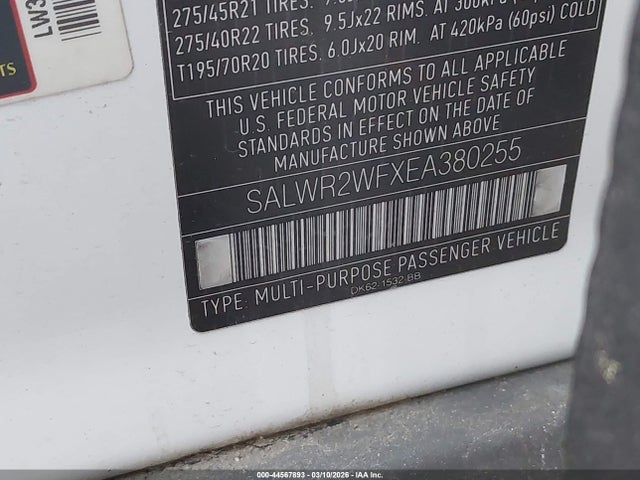 LW3
TS
275/45R21 TIRES.
275/40R22 TIRES. 9.5Jx22 RIMS. AT 300kPa
T195/70R20 TIRES. 6.0Jx20 RIM. AT 420kPa (60psi) COLD
THIS VEHICLE CONFORMS TO ALL APPLICABLE
U.S. FEDERAL MOTOR VEHICLE SAFETY
STANDARDS IN EFFECT ON THE DATE OF
MANUFACTURE SHOWN ABOVE
SALWR2WFXEA380255
TYPE: MULTI-PURPOSE PASSENGER VEHICLE
DK62-1532-BB
000-44567893 — 03/10/2026 — IAA, Inc.